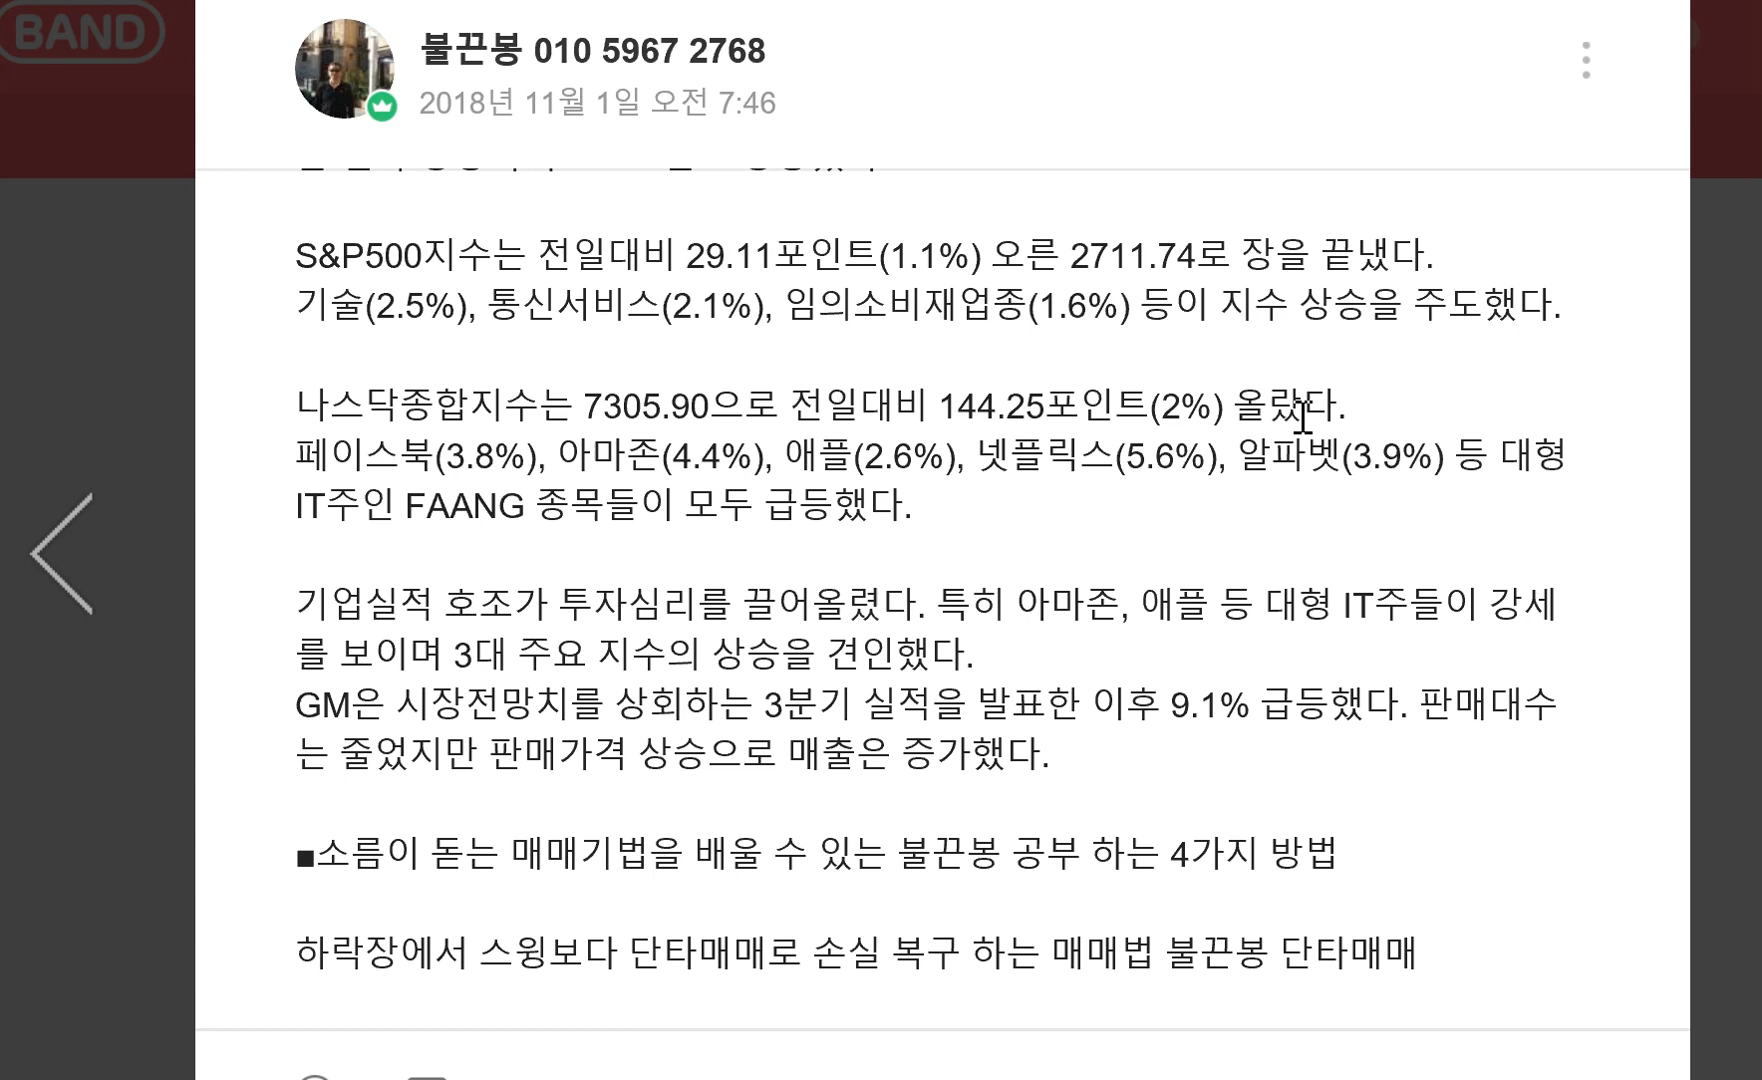 BAND
불끈봉 010 5967 2768
2018년 11월 1일 오전 7:46
S&P500지수는 전일대비 29.11포인트(1.1%) 오른 2711.74로 장을 끝냈다.
기술(2.5%), 통신서비스(2.1%), 임의소비재업종(1.6%) 등이 지수 상승을 주도했다.
나스닥종합지수는 7305.90으로 전일대비 144.25포인트(2%) 올랐다.
페이스북(3.8%), 아마존(4.4%), 애플(2.6%), 넷플릭스(5.6%), 알파벳(3.9%) 등 대형
IT주인 FAANG 종목들이 모두 급등했다.
기업실적 호조가 투자심리를 끌어올렸다. 특히 아마존, 애플 등 대형 IT주들이 강세
를 보이며 3대 주요 지수의 상승을 견인했다.
GM은 시장전망치를 상회하는 3분기 실적을 발표한 이후 9.1% 급등했다. 판매대수
는 줄었지만 판매가격 상승으로 매출은 증가했다.
■소름이 돋는 매매기법을 배울 수 있는 불끈봉 공부 하는 4가지 방법
하락장에서 스윙보다 단타매매로 손실 복구 하는 매매법 불끈봉 단타매매